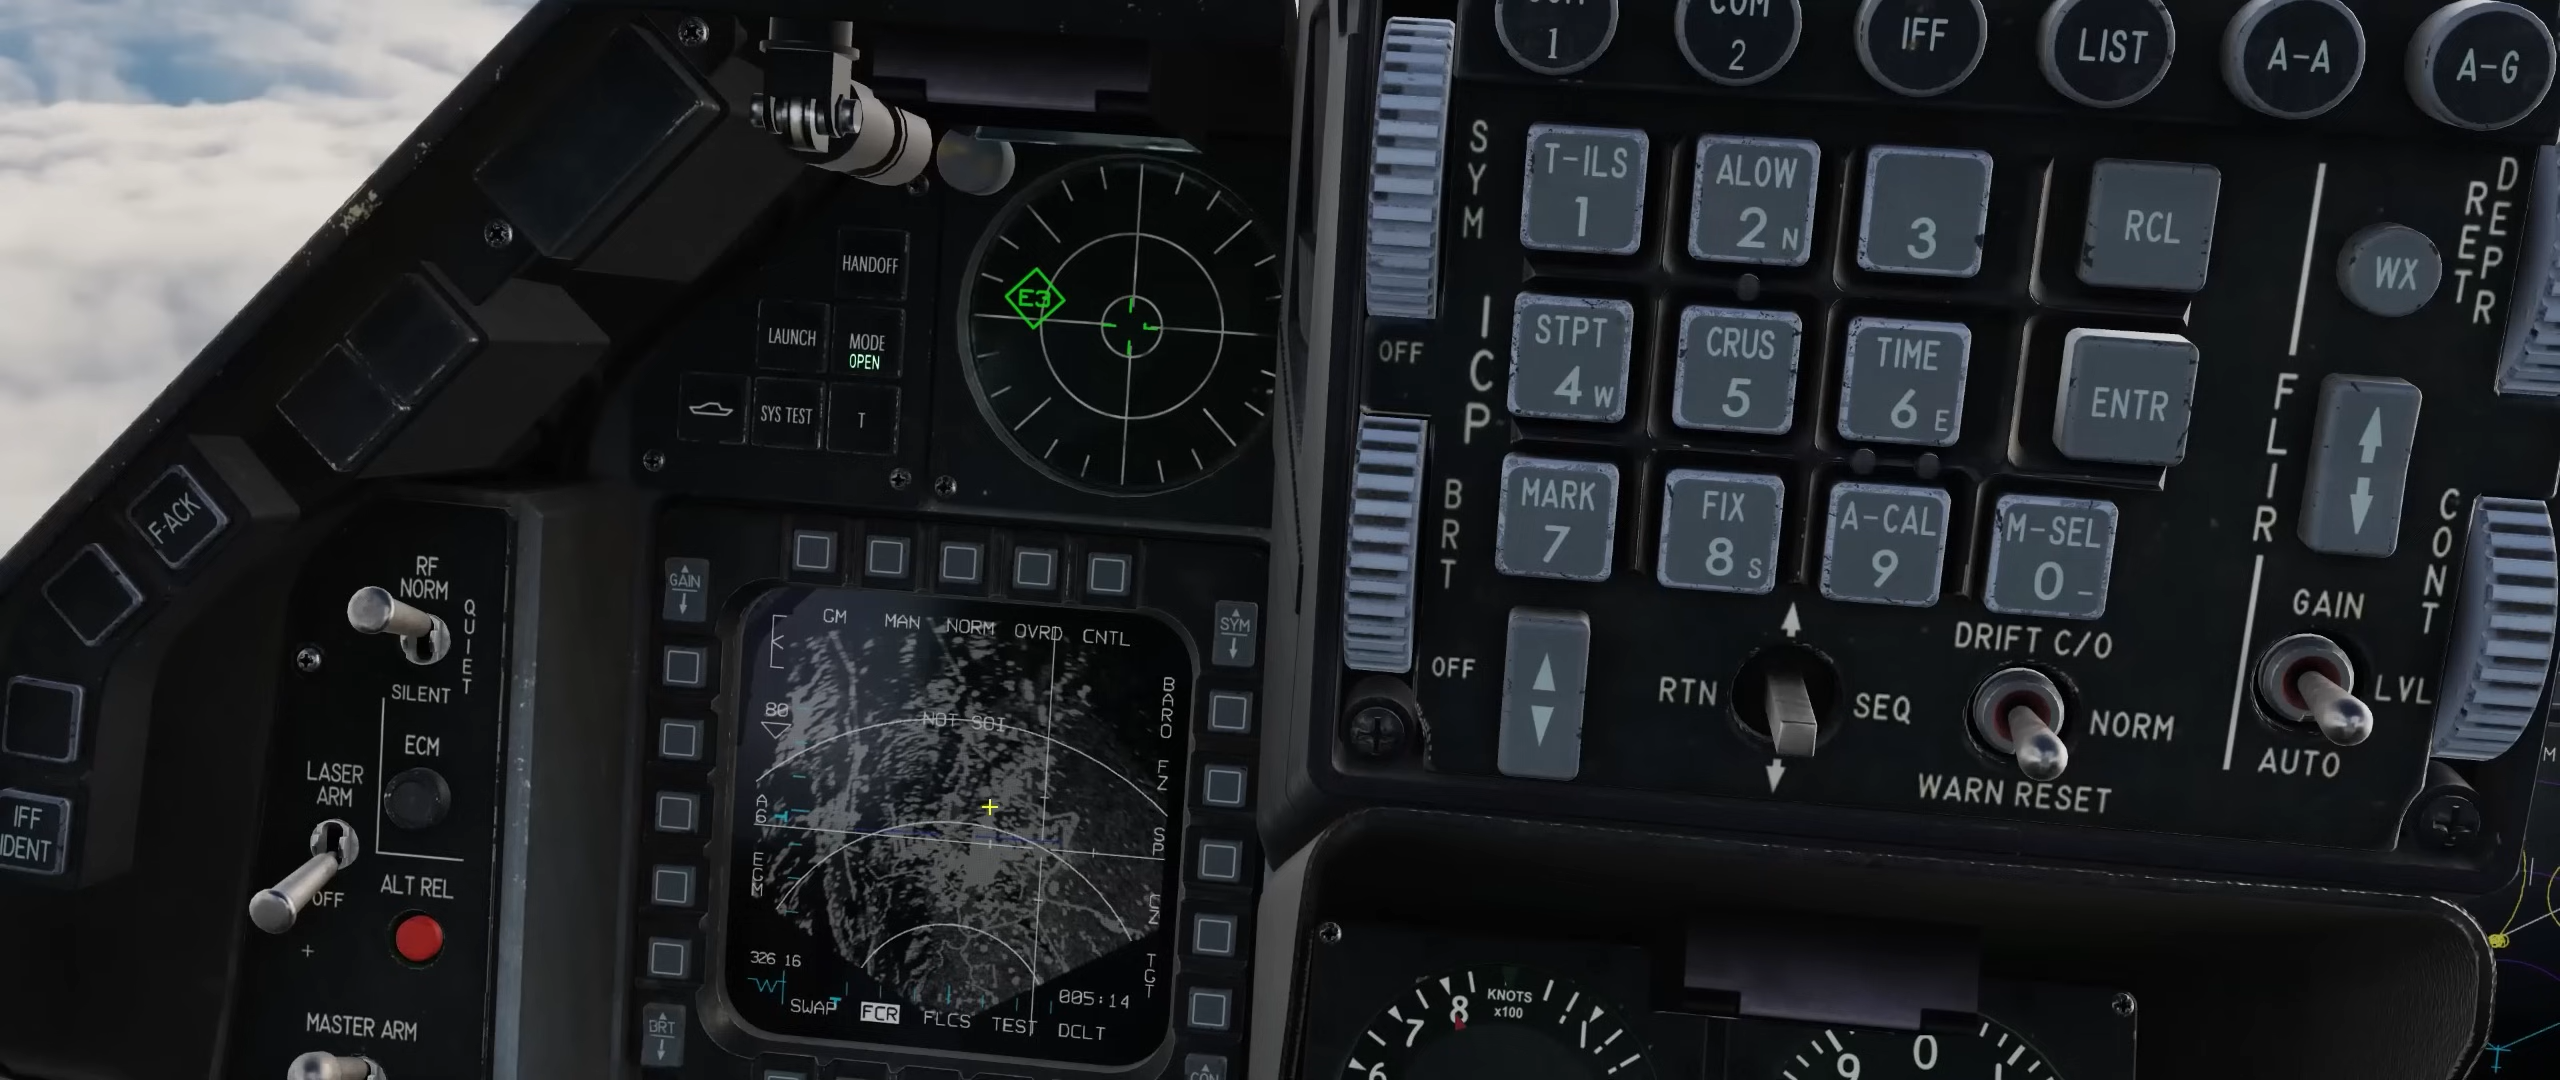 COM
1
COM
2
IFF
LIST
A-A
A-G
SYM
T-ILS
1
ALOW
2 N
3
RCL
WX
DEPR
RET
HANDOFF
E3
LAUNCH
MODE
OPEN
SYS TEST
T
ICP
OFF
STPT
4 W
CRUS
5
TIME
6 E
ENTR
FLIR
F-ACK
BRT
MARK
7
FIX
8 S
A-CAL
9
M-SEL
0 -
CONT
RF
NORM
QUIET
SILENT
GAIN
SYM
GM MAN NORM OVRD CNTL
OFF
RTN
SEQ
DRIFT C/O
NORM
WARN RESET
GAIN
LVL
AUTO
ECM
LASER
ARM
OFF
ALT REL
IFF
IDENT
80
NOT SOI
BARO
FZ
A6
SP
CZ
TGT
326 16
005:14
SWAP FCR FLCS TEST DCLT
BRT
CON
MASTER ARM
KNOTS
x100
6
7
8
9
0
M